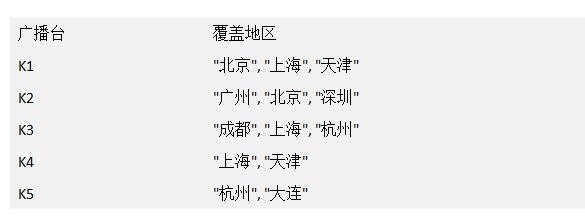 广播台 覆盖地区
K1 "北京", "上海", "天津"
K2 "广州", "北京", "深圳"
K3 "成都", "上海", "杭州"
K4 "上海", "天津"
K5 "杭州", "大连"